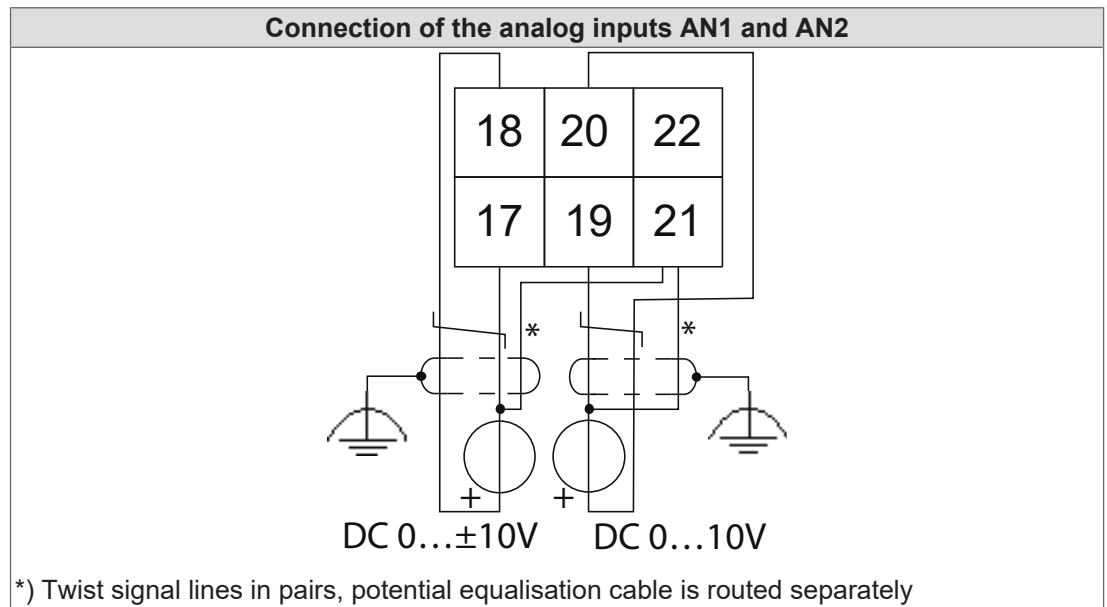 Connection of the analog inputs AN1 and AN2
18 20 22
17 19 21
* *
+ +
DC 0…±10V DC 0…10V
*) Twist signal lines in pairs, potential equalisation cable is routed separately